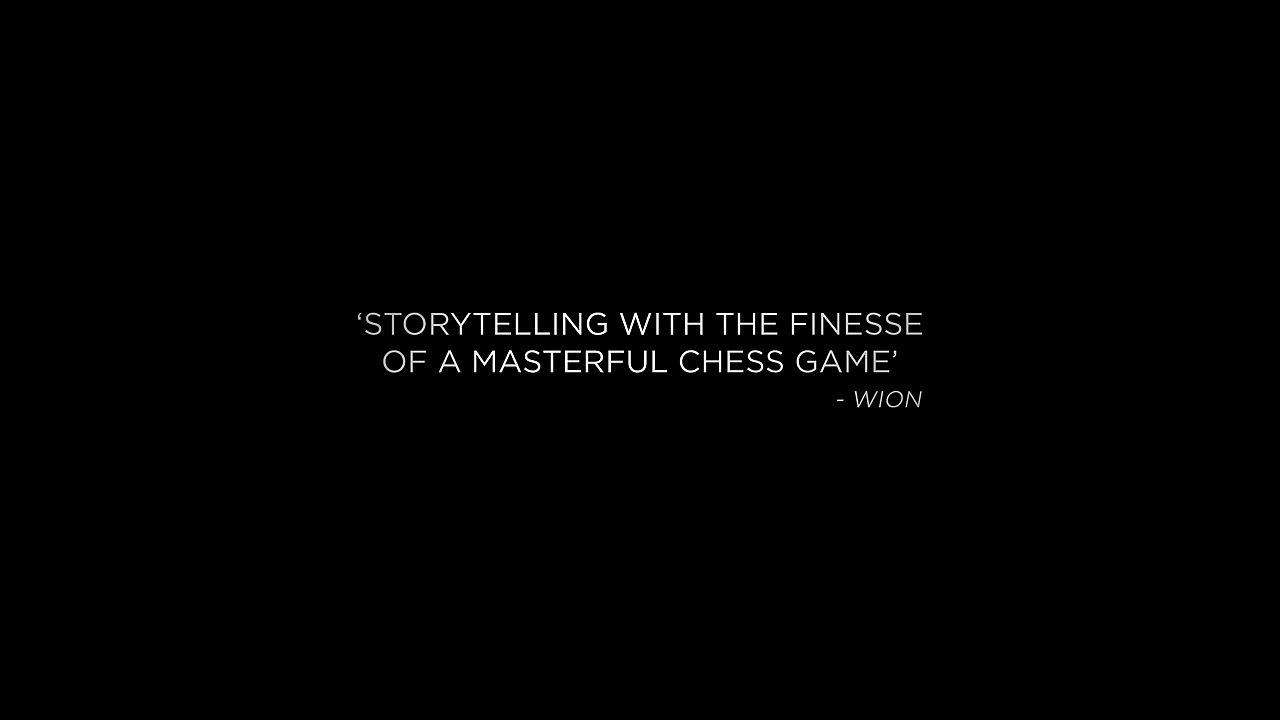 ‘STORYTELLING WITH THE FINESSE
OF A MASTERFUL CHESS GAME’
- WION